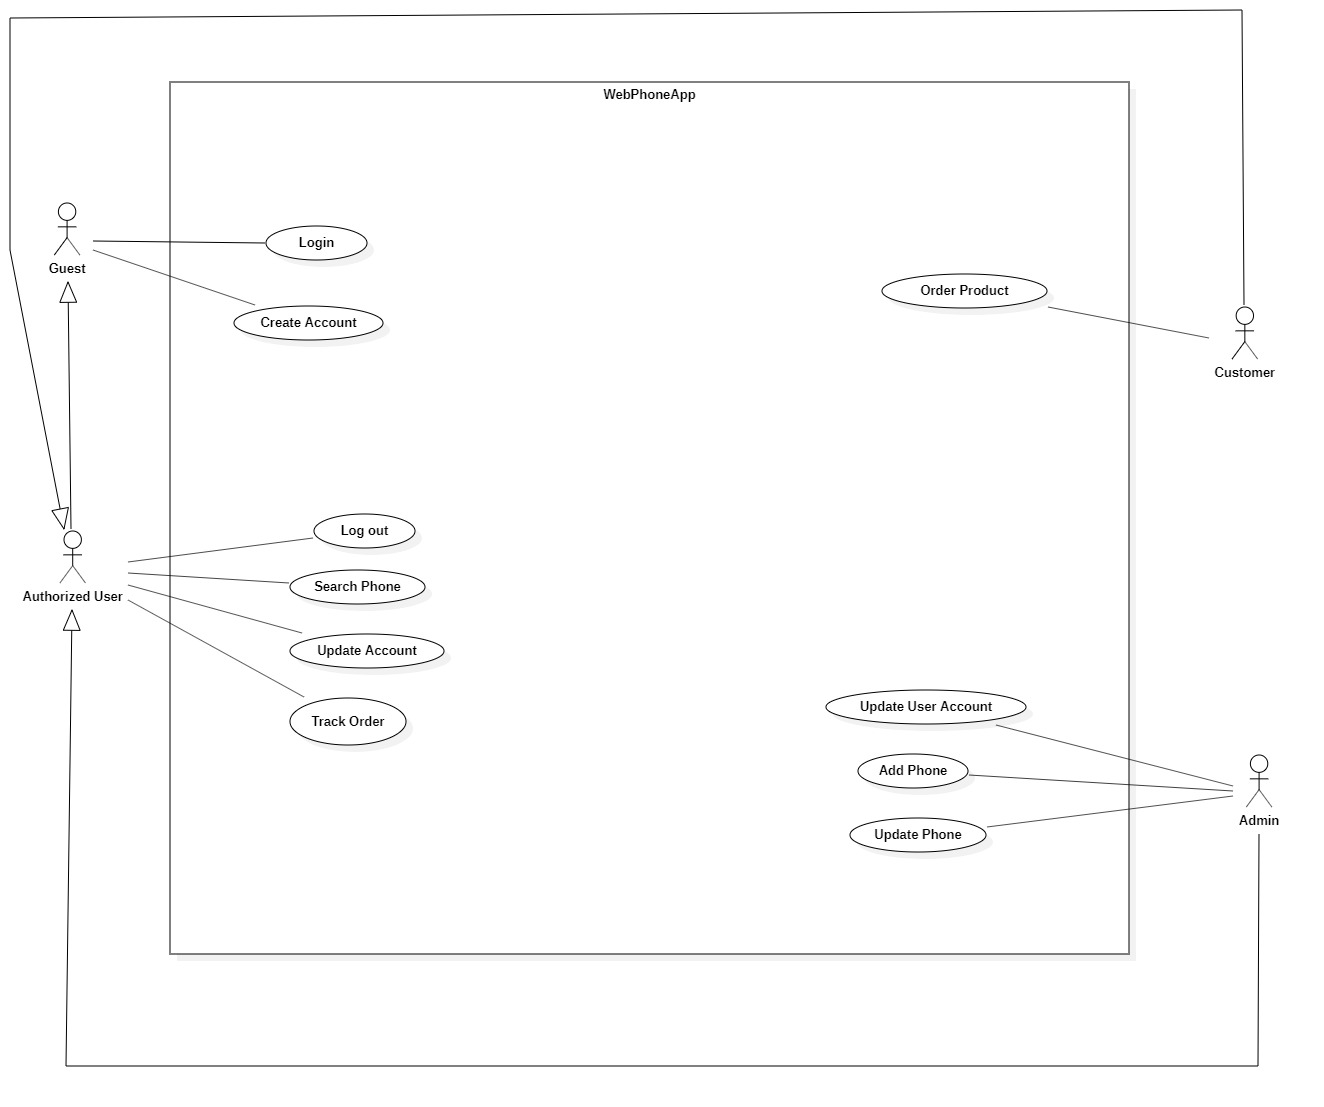 WebPhoneApp
Guest
Login
Create Account
Order Product
Customer
Authorized User
Log out
Search Phone
Update Account
Track Order
Update User Account
Add Phone
Update Phone
Admin